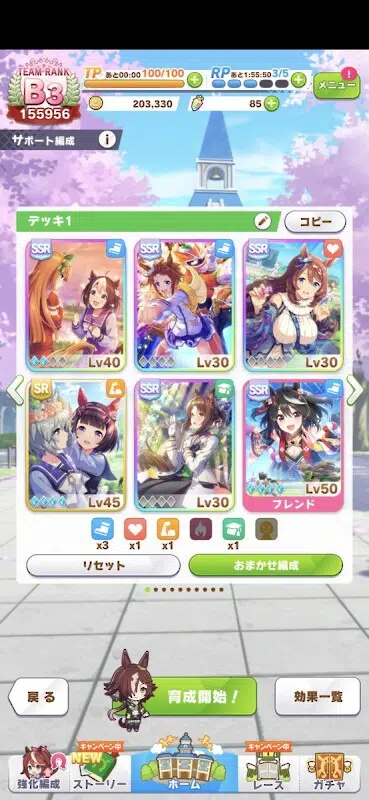 TEAM RANK
B3
155956
TP あと00:00 100/100
RP あと1:55:50 3/5
メニュー
203,330
85
サポート編成
デッキ1
コピー
SSR
SSR
SSR
Lv40
Lv30
Lv30
SR
SSR
SSR
Lv45
Lv30
Lv50
フレンド
x3
x1
x1
x1
リセット
おまかせ編成
戻る
育成開始!
効果一覧
キャンペーン中
キャンペーン中
NEW
強化編成
ストーリー
ホーム
レース
ガチャ